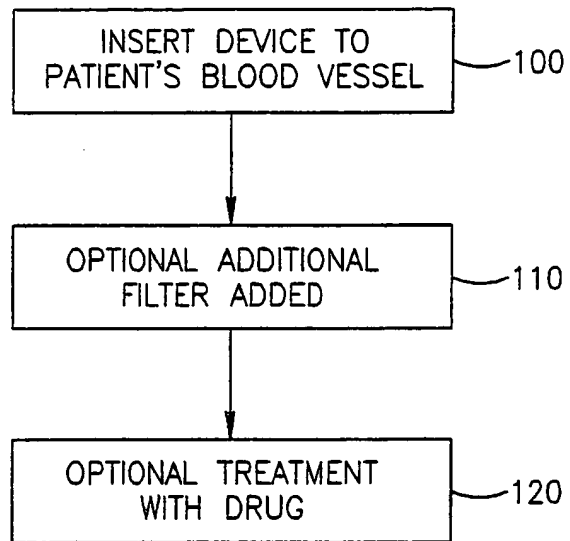 INSERT DEVICE TO
PATIENT'S BLOOD VESSEL
100
OPTIONAL ADDITIONAL
FILTER ADDED
110
OPTIONAL TREATMENT
WITH DRUG
120